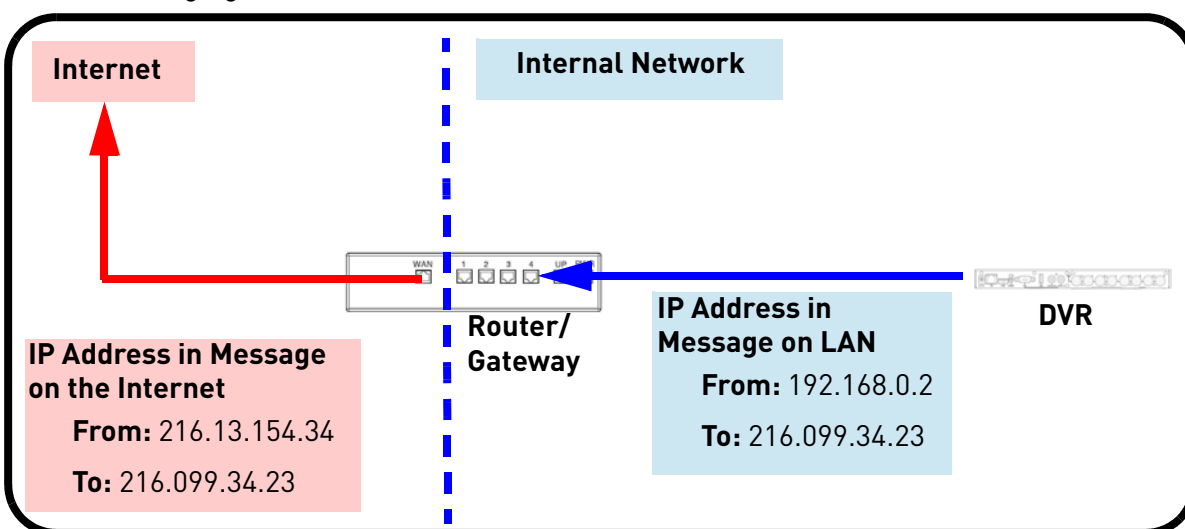 Internet
Internal Network
WAN 1 2 3 4 UP PWR
Router/
Gateway
DVR
IP Address in Message
on the Internet
From: 216.13.154.34
To: 216.099.34.23
IP Address in
Message on LAN
From: 192.168.0.2
To: 216.099.34.23